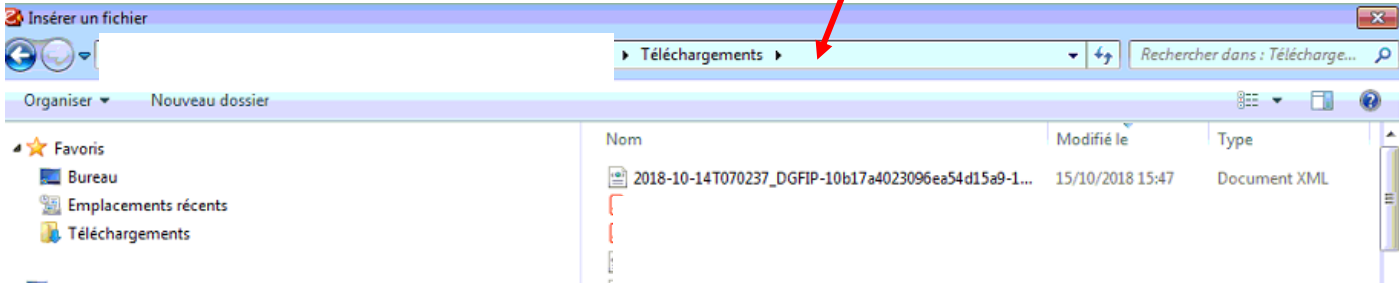 Insérer un fichier
Téléchargements
Rechercher dans : Télécharge...
Organiser
Nouveau dossier
Favoris
Bureau
Emplacements récents
Téléchargements
Nom
Modifié le
Type
2018-10-14T070237_DGFIP-10b17a4023096ea54d15a9-1...
15/10/2018 15:47
Document XML